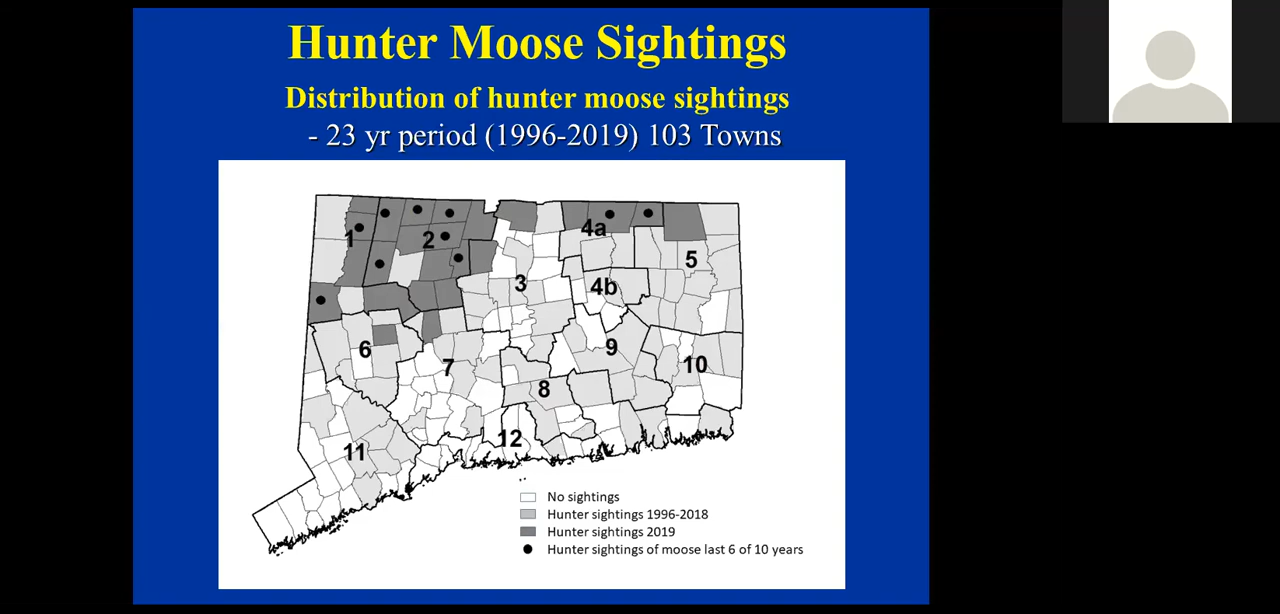 Hunter Moose Sightings
Distribution of hunter moose sightings
- 23 yr period (1996-2019) 103 Towns
1
2
3
4a
4b
5
6
7
8
9
10
11
12
No sightings
Hunter sightings 1996-2018
Hunter sightings 2019
Hunter sightings of moose last 6 of 10 years